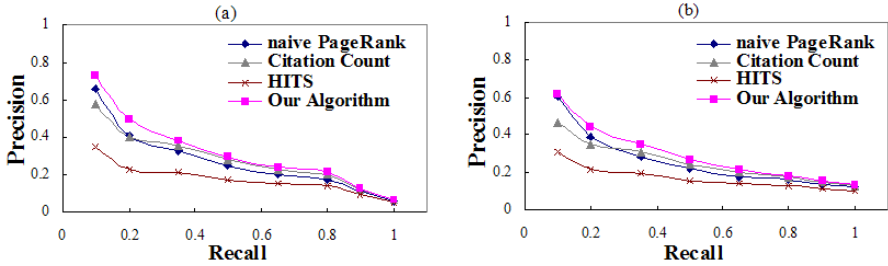 (a)
1
0.8
0.6
0.4
0.2
0
Precision
naive PageRank
Citation Count
HITS
Our Algorithm
0 0.2 0.4 0.6 0.8 1
Recall
(b)
1
0.8
0.6
0.4
0.2
0
Precision
naive PageRank
Citation Count
HITS
Our Algorithm
0 0.2 0.4 0.6 0.8 1
Recall